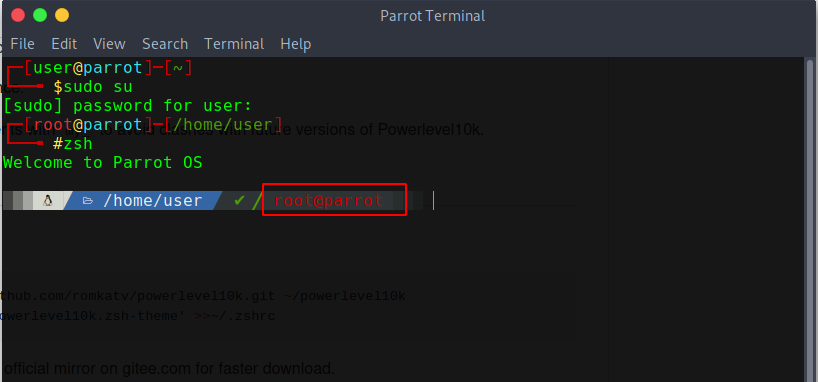 Parrot Terminal
File Edit View Search Terminal Help
[user@parrot]─[~]
$sudo su
[sudo] password for user:
[root@parrot]─[/home/user]
with future versions of Powerlevel10k.
#zsh
Welcome to Parrot OS
/home/user ✔ / root@parrot
thub.com/romkatv/powerlevel10k.git ~/powerlevel10k
owerlevel10k.zsh-theme' >>~/.zshrc
official mirror on gitee.com for faster download.